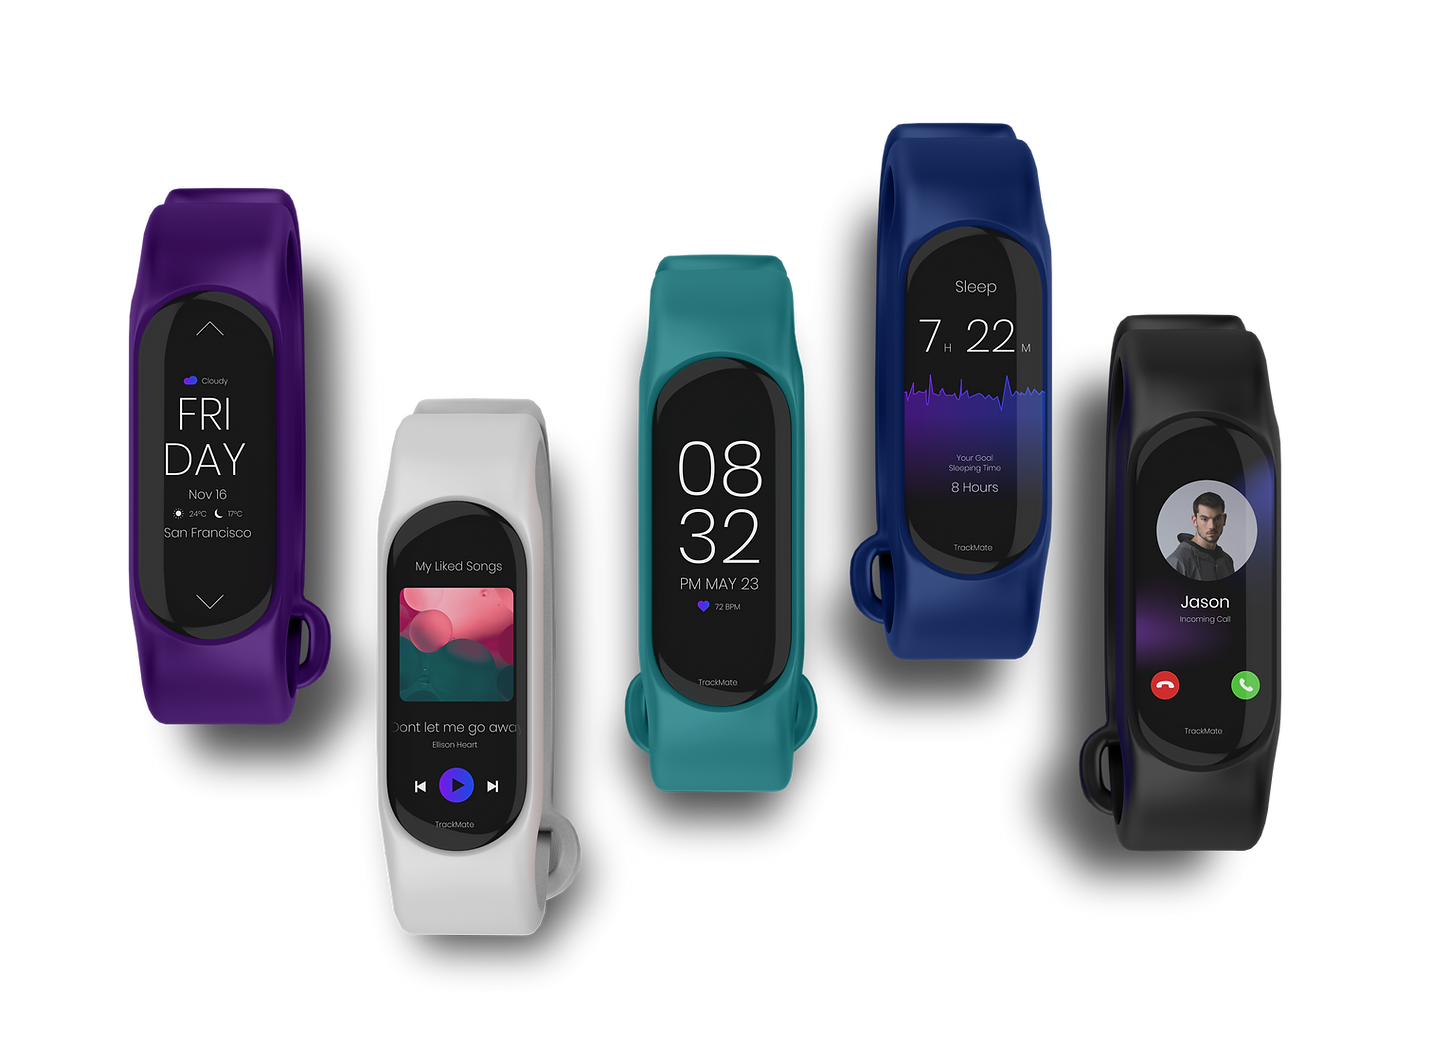 Cloudy
FRI
DAY
Nov 16
24°C 17°C
San Francisco
My Liked Songs
Dont let me go away
Ellison Heart
TrackMate
08
32
PM MAY 23
72 BPM
TrackMate
Sleep
7 H 22 M
Your Goal
Sleeping Time
8 Hours
TrackMate
Jason
Incoming Call
TrackMate